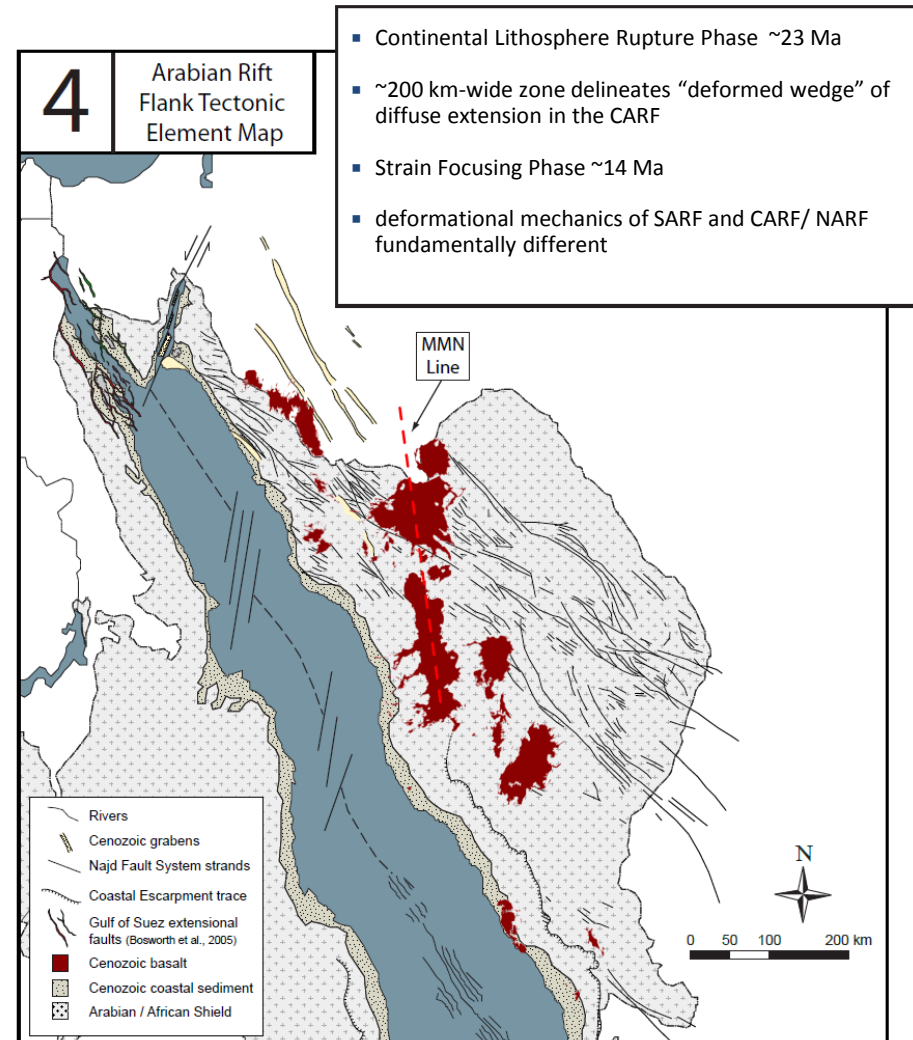 4
Arabian Rift
Flank Tectonic
Element Map
▪ Continental Lithosphere Rupture Phase ~23 Ma
▪ ~200 km-wide zone delineates “deformed wedge” of
diffuse extension in the CARF
▪ Strain Focusing Phase ~14 Ma
▪ deformational mechanics of SARF and CARF/ NARF
fundamentally different
MMN
Line
Rivers
Cenozoic grabens
Najd Fault System strands
Coastal Escarpment trace
Gulf of Suez extensional
faults (Bosworth et al., 2005)
Cenozoic basalt
Cenozoic coastal sediment
Arabian / African Shield
N
0 50 100 200 km